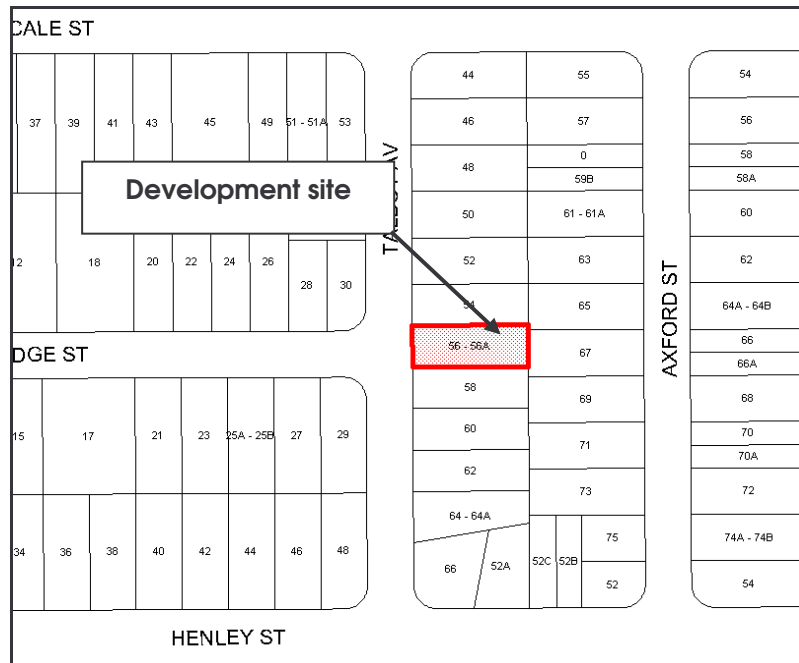 CALE ST
37 39 41 43 45 49 51 - 51A 53
12 18 20 22 24 26 28 30
Development site
AV
DGE ST
15 17 21 23 25A - 25B 27 29
34 36 38 40 42 44 46 48
HENLEY ST
44
46
48
50
52
54
56 - 56A
58
60
62
64 - 64A
66
52A
55
57
0
59B
61 - 61A
63
65
67
69
71
73
75
52C
52B
52
AXFORD ST
54
56
58
58A
60
62
64A - 64B
66
66A
68
70
70A
72
74A - 74B
54